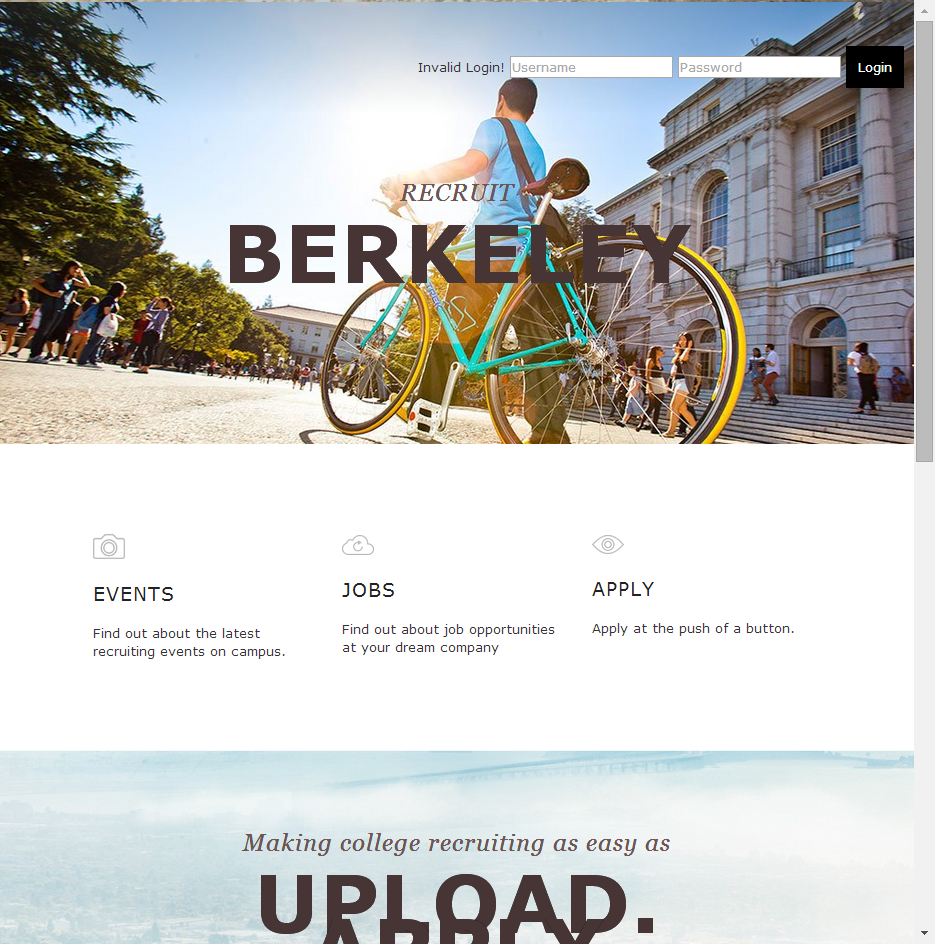 Invalid Login! Username Password Login
RECRUIT
BERKELEY
EVENTS
Find out about the latest
recruiting events on campus.
JOBS
Find out about job opportunities
at your dream company
APPLY
Apply at the push of a button.
Making college recruiting as easy as
UPLOAD.
APPLY